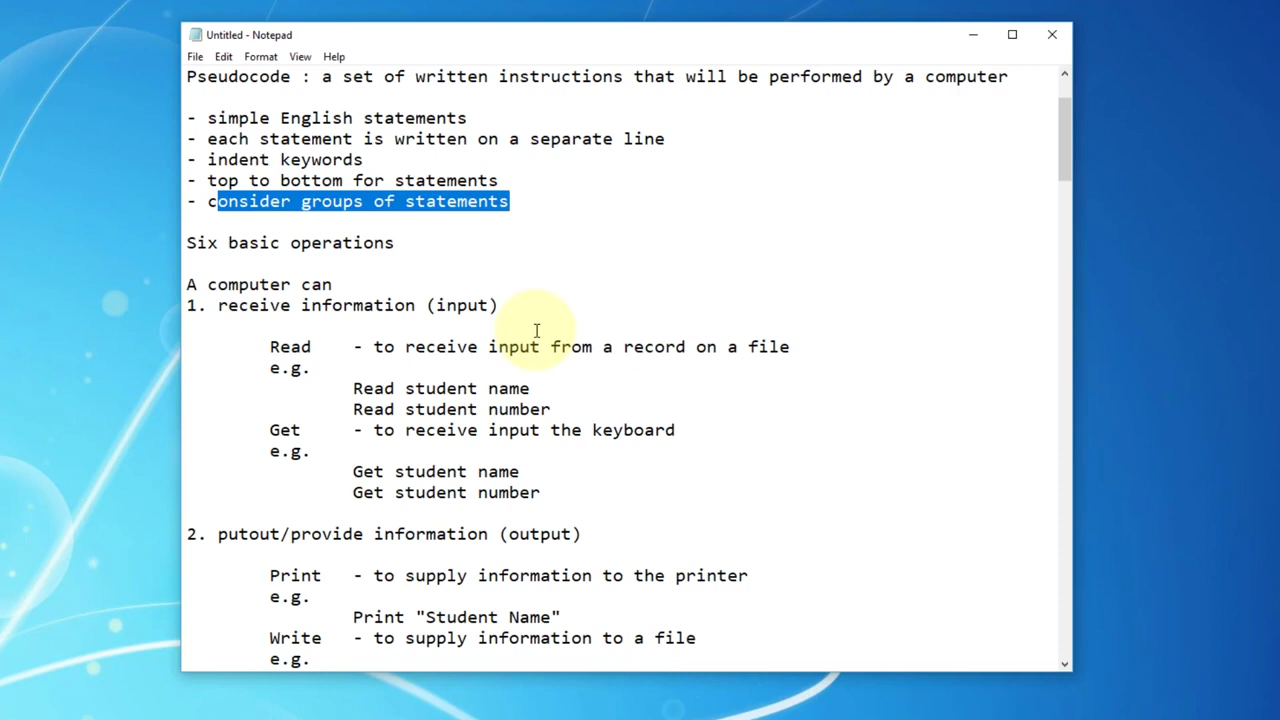 Untitled - Notepad
File Edit Format View Help
Pseudocode : a set of written instructions that will be performed by a computer
- simple English statements
- each statement is written on a separate line
- indent keywords
- top to bottom for statements
- consider groups of statements
Six basic operations
A computer can
1. receive information (input)
Read - to receive input from a record on a file
e.g.
Read student name
Read student number
Get - to receive input the keyboard
e.g.
Get student name
Get student number
2. putout/provide information (output)
Print - to supply information to the printer
e.g.
Print "Student Name"
Write - to supply information to a file
e.g.